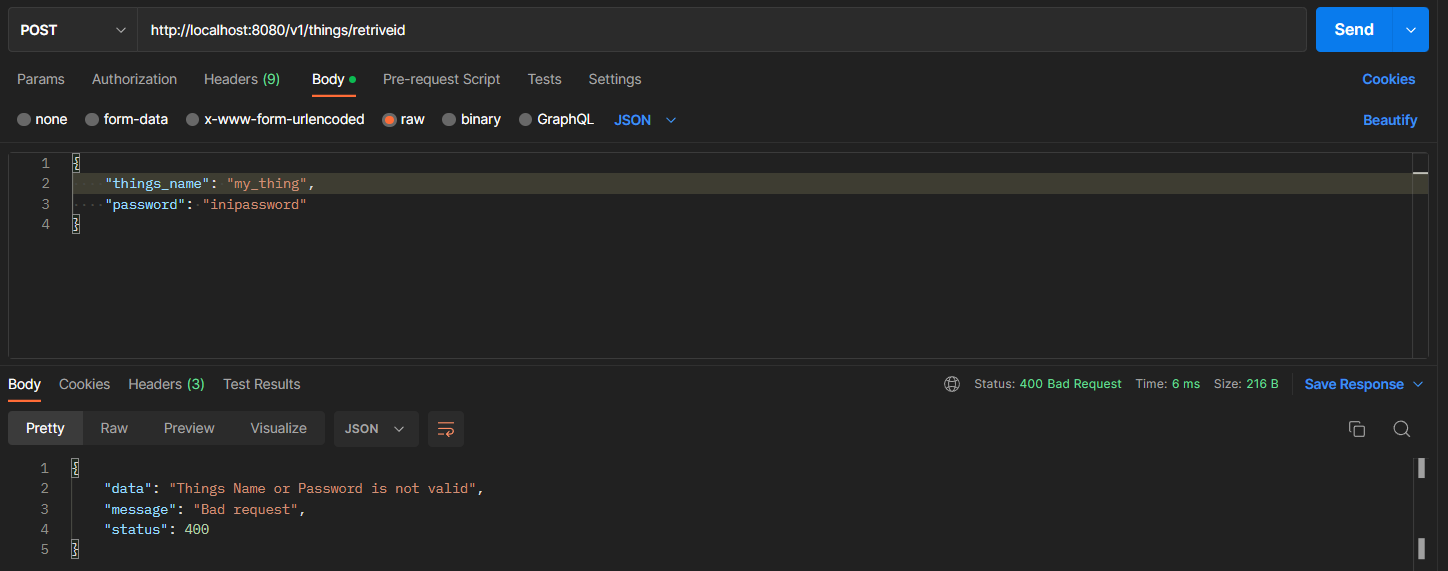 POST http://localhost:8080/v1/things/retriveid Send
Params Authorization Headers (9) Body Pre-request Script Tests Settings Cookies
none form-data x-www-form-urlencoded raw binary GraphQL JSON Beautify
1 {
2 "things_name": "my_thing",
3 "password": "inipassword"
4 }
Body Cookies Headers (3) Test Results Status: 400 Bad Request Time: 6 ms Size: 216 B Save Response
Pretty Raw Preview Visualize JSON
1 {
2 "data": "Things Name or Password is not valid",
3 "message": "Bad request",
4 "status": 400
5 }